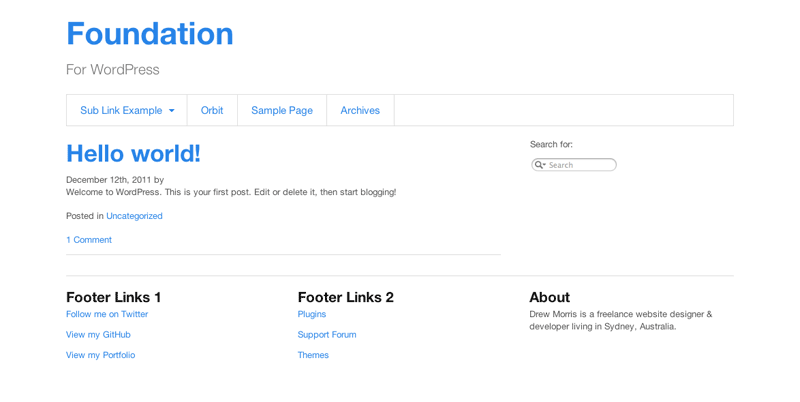 Foundation
For WordPress
Sub Link Example
Orbit
Sample Page
Archives
Hello world!
December 12th, 2011 by
Welcome to WordPress. This is your first post. Edit or delete it, then start blogging!
Posted in Uncategorized
1 Comment
Search for:
Search
Footer Links 1
Follow me on Twitter
View my GitHub
View my Portfolio
Footer Links 2
Plugins
Support Forum
Themes
About
Drew Morris is a freelance website designer &
developer living in Sydney, Australia.